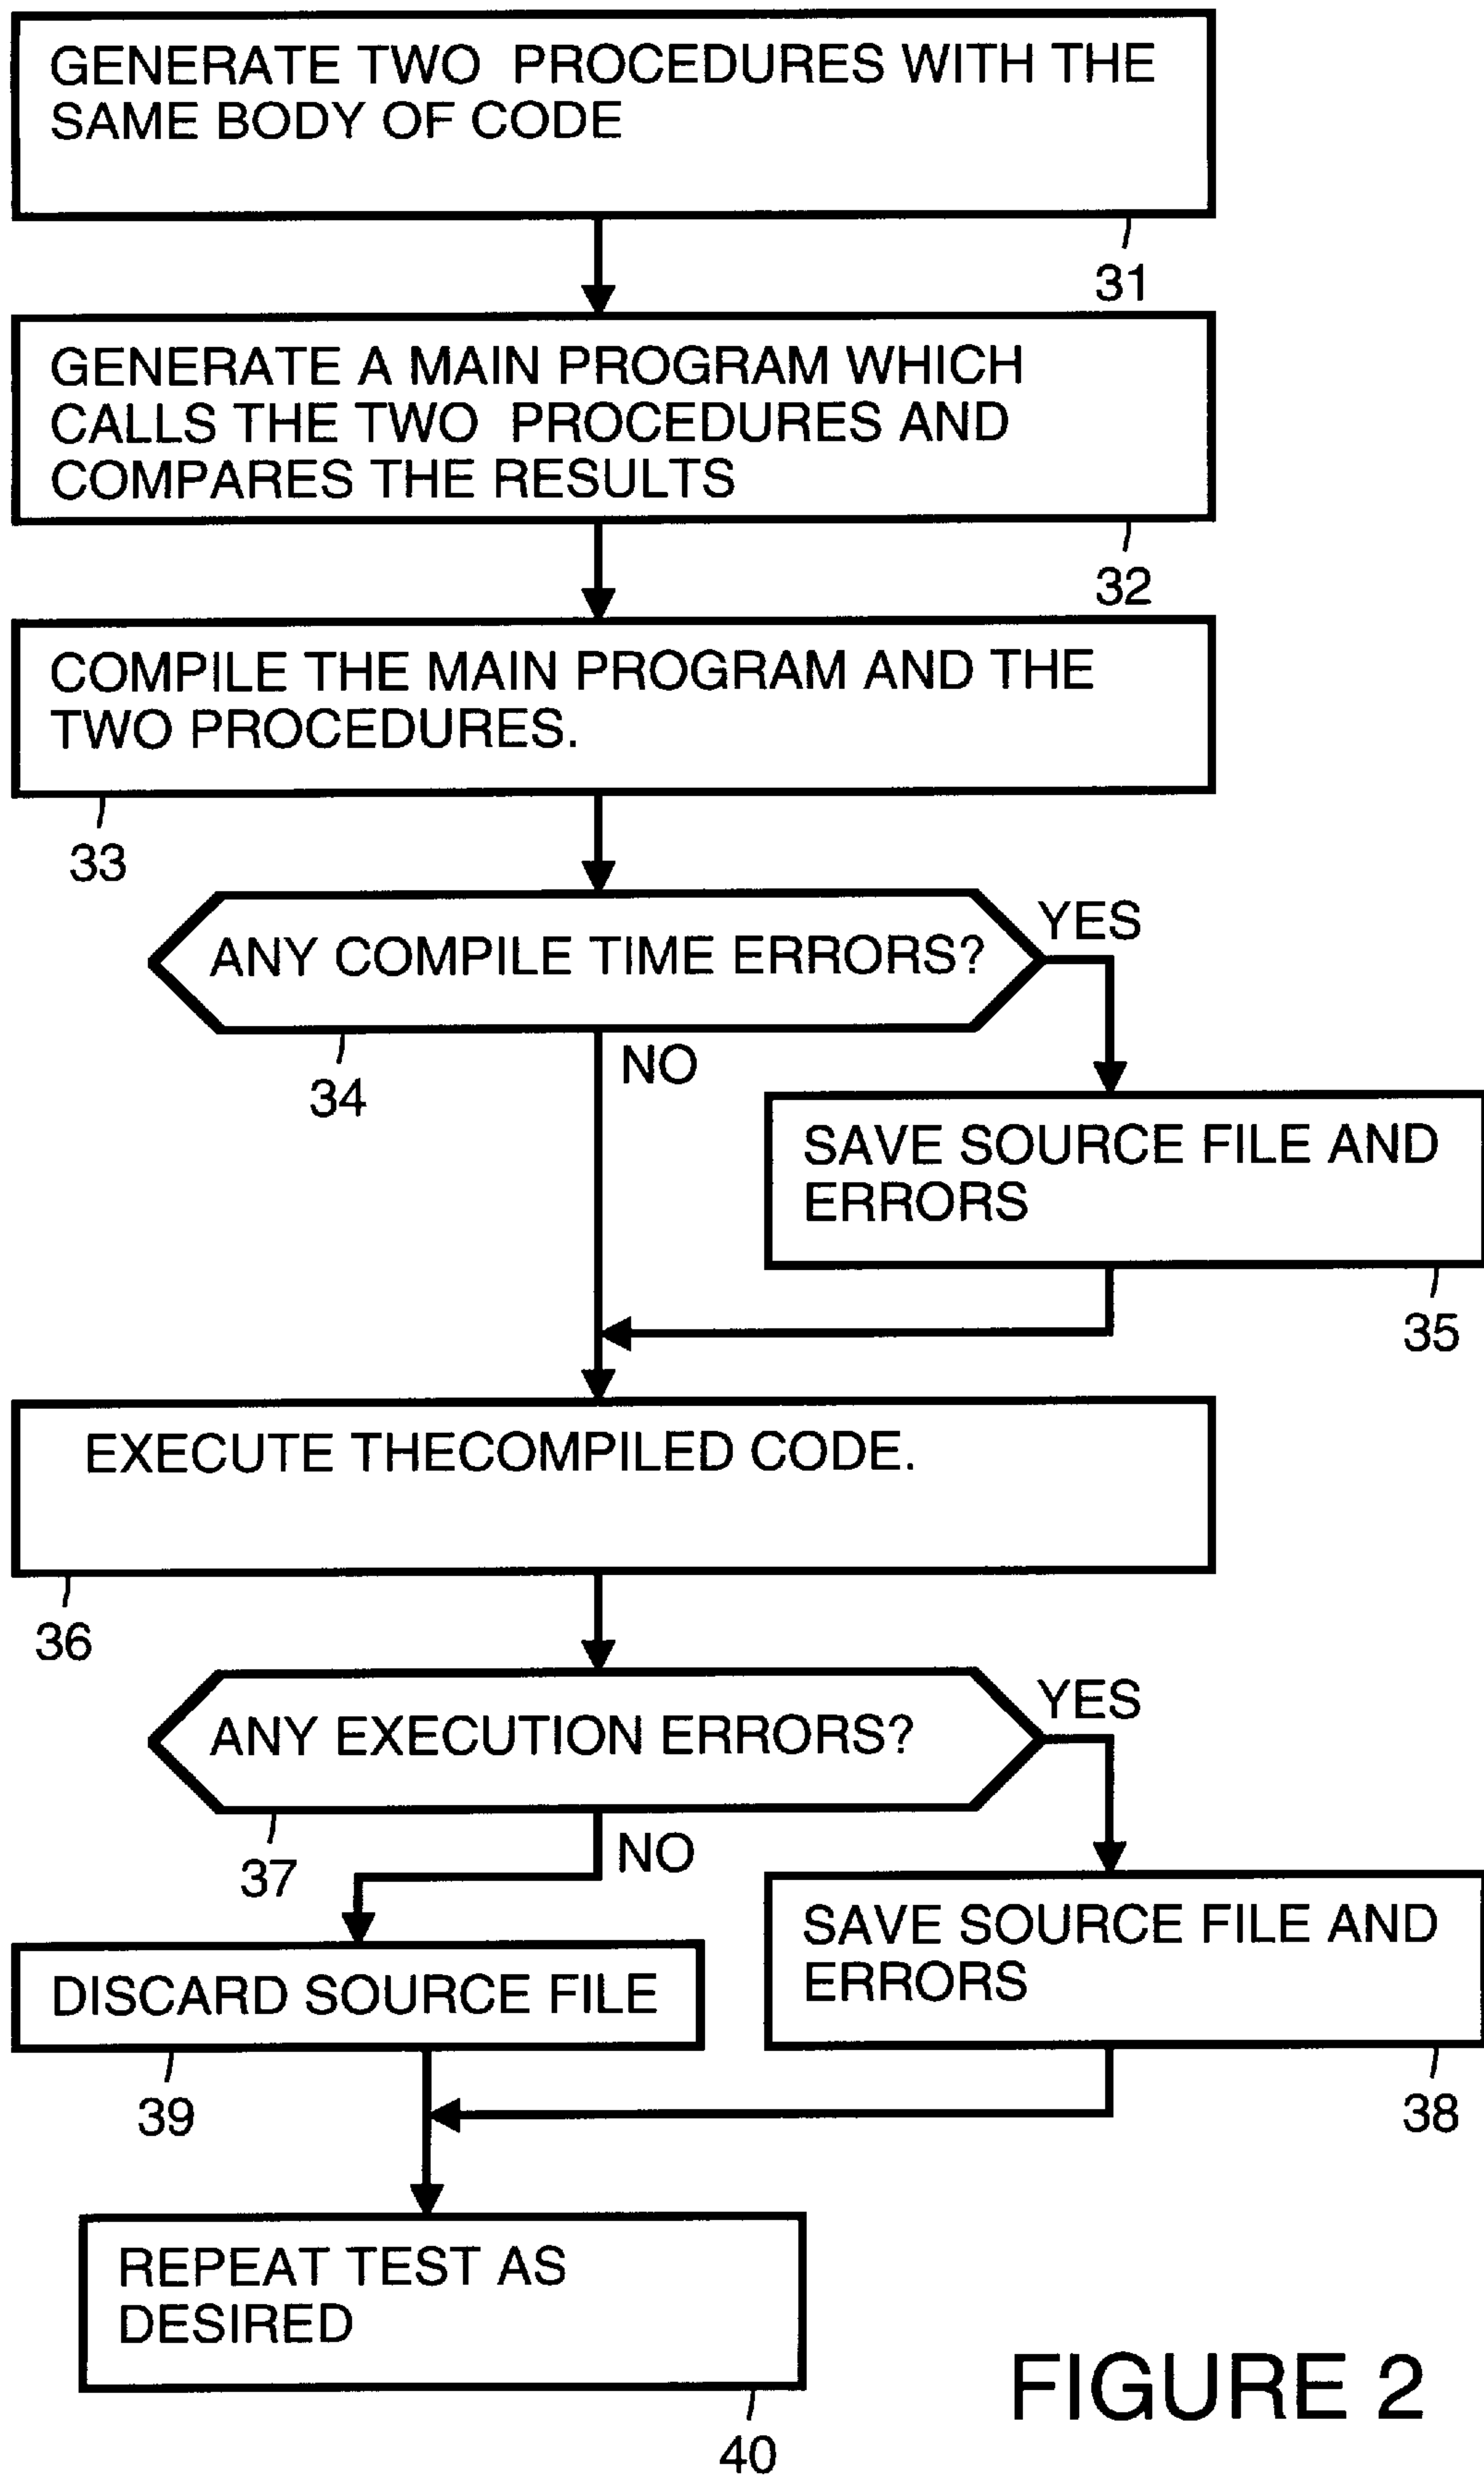 GENERATE TWO PROCEDURES WITH THE
SAME BODY OF CODE
31
GENERATE A MAIN PROGRAM WHICH
CALLS THE TWO PROCEDURES AND
COMPARES THE RESULTS
32
COMPILE THE MAIN PROGRAM AND THE
TWO PROCEDURES.
33
ANY COMPILE TIME ERRORS?
YES
34
NO
SAVE SOURCE FILE AND
ERRORS
35
EXECUTE THECOMPILED CODE.
36
ANY EXECUTION ERRORS?
YES
37
NO
SAVE SOURCE FILE AND
ERRORS
38
DISCARD SOURCE FILE
39
REPEAT TEST AS
DESIRED
40
FIGURE 2